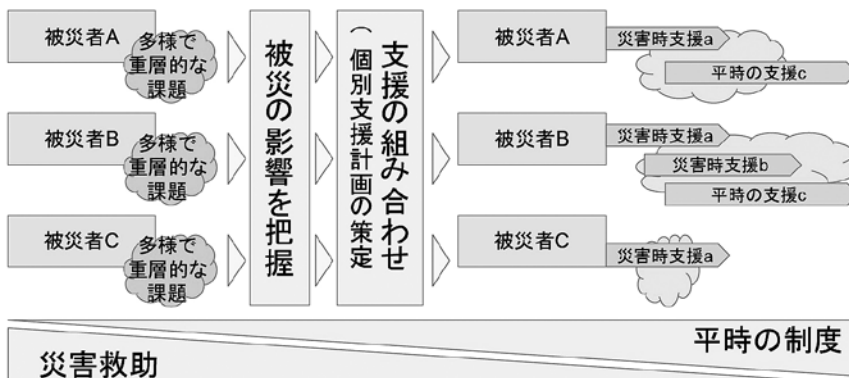 被災者A
多様で
重層的な
課題
被災者B
多様で
重層的な
課題
被災者C
多様で
重層的な
課題
被災の影響を把握
支援の組み合わせ
(個別支援計画の策定
被災者A
災害時支援a
平時の支援c
被災者B
災害時支援a
災害時支援b
平時の支援c
被災者C
災害時支援a
平時の制度
災害救助